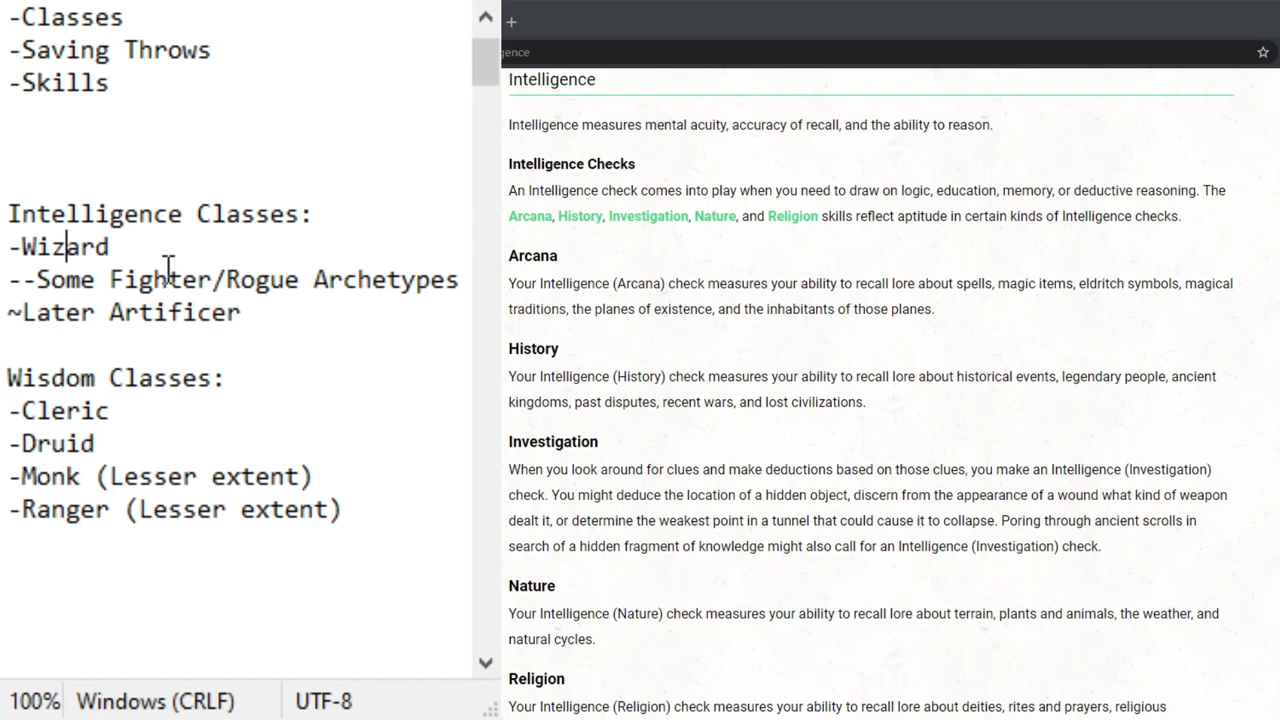 -Classes
-Saving Throws
-Skills
Intelligence Classes:
-Wizard
--Some Fighter/Rogue Archetypes
~Later Artificer
Wisdom Classes:
-Cleric
-Druid
-Monk (Lesser extent)
-Ranger (Lesser extent)
100%
Windows (CRLF)
UTF-8
gence
Intelligence
Intelligence measures mental acuity, accuracy of recall, and the ability to reason.
Intelligence Checks
An Intelligence check comes into play when you need to draw on logic, education, memory, or deductive reasoning. The
Arcana, History, Investigation, Nature, and Religion skills reflect aptitude in certain kinds of Intelligence checks.
Arcana
Your Intelligence (Arcana) check measures your ability to recall lore about spells, magic items, eldritch symbols, magical
traditions, the planes of existence, and the inhabitants of those planes.
History
Your Intelligence (History) check measures your ability to recall lore about historical events, legendary people, ancient
kingdoms, past disputes, recent wars, and lost civilizations.
Investigation
When you look around for clues and make deductions based on those clues, you make an Intelligence (Investigation)
check. You might deduce the location of a hidden object, discern from the appearance of a wound what kind of weapon
dealt it, or determine the weakest point in a tunnel that could cause it to collapse. Poring through ancient scrolls in
search of a hidden fragment of knowledge might also call for an Intelligence (Investigation) check.
Nature
Your Intelligence (Nature) check measures your ability to recall lore about terrain, plants and animals, the weather, and
natural cycles.
Religion
Your Intelligence (Religion) check measures your ability to recall lore about deities, rites and prayers, religious